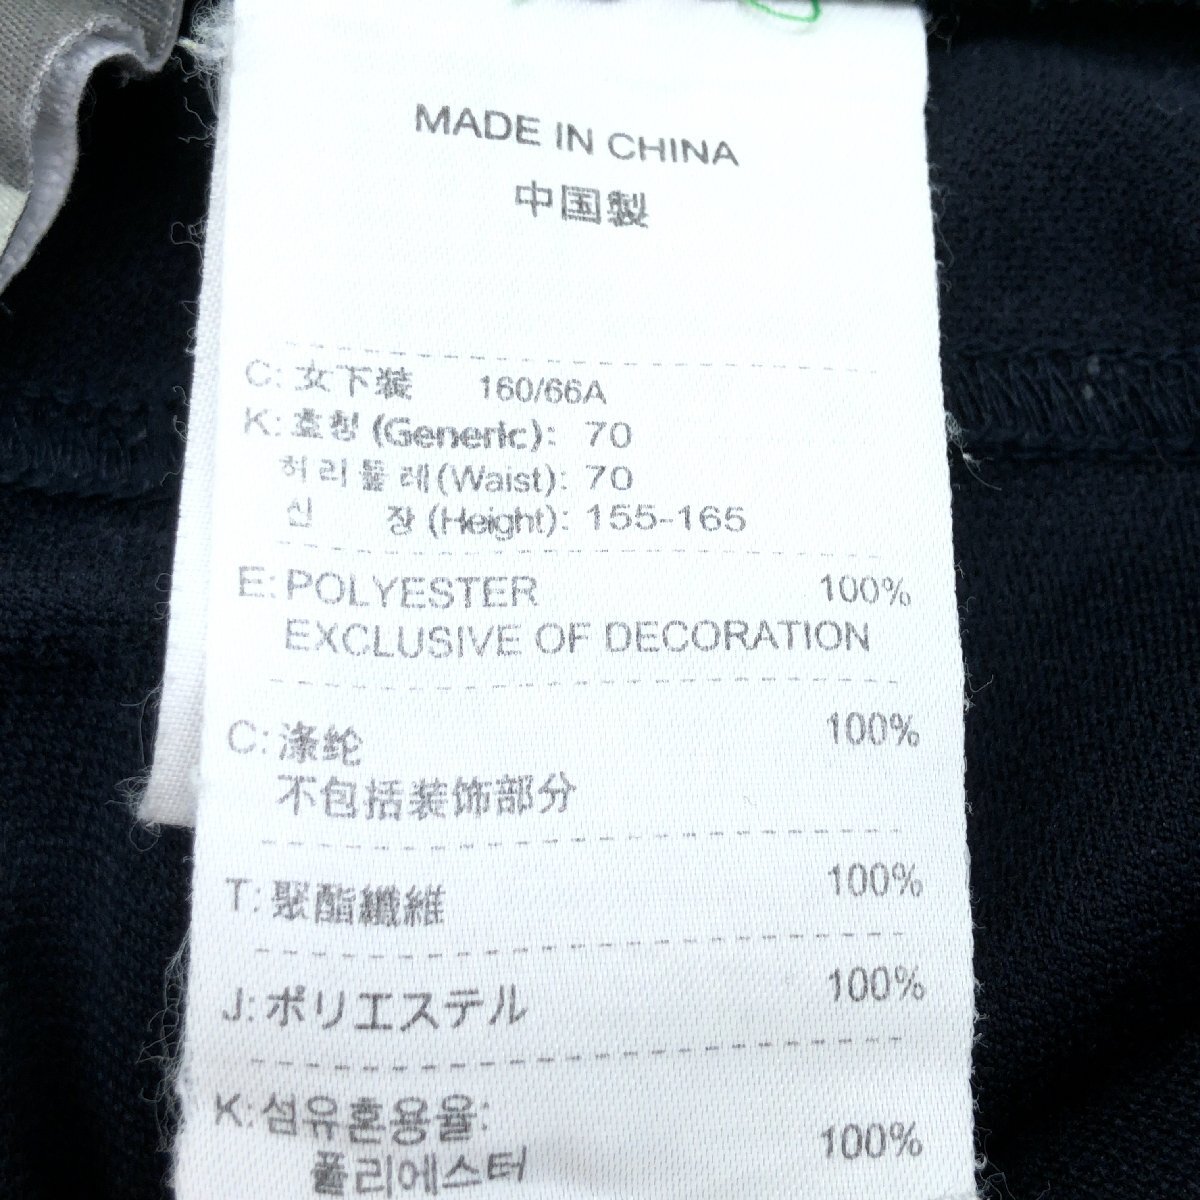 MADE IN CHINA
中国製
C: 女下装 160/66A
K: 호칭 (Generic): 70
허리둘레 (Waist): 70
신 장 (Height): 155-165
E: POLYESTER 100%
EXCLUSIVE OF DECORATION
C: 涤纶 100%
不包括装饰部分
T: 聚酯纖維 100%
J: ポリエステル 100%
K: 섬유혼용율:
폴리에스터 100%